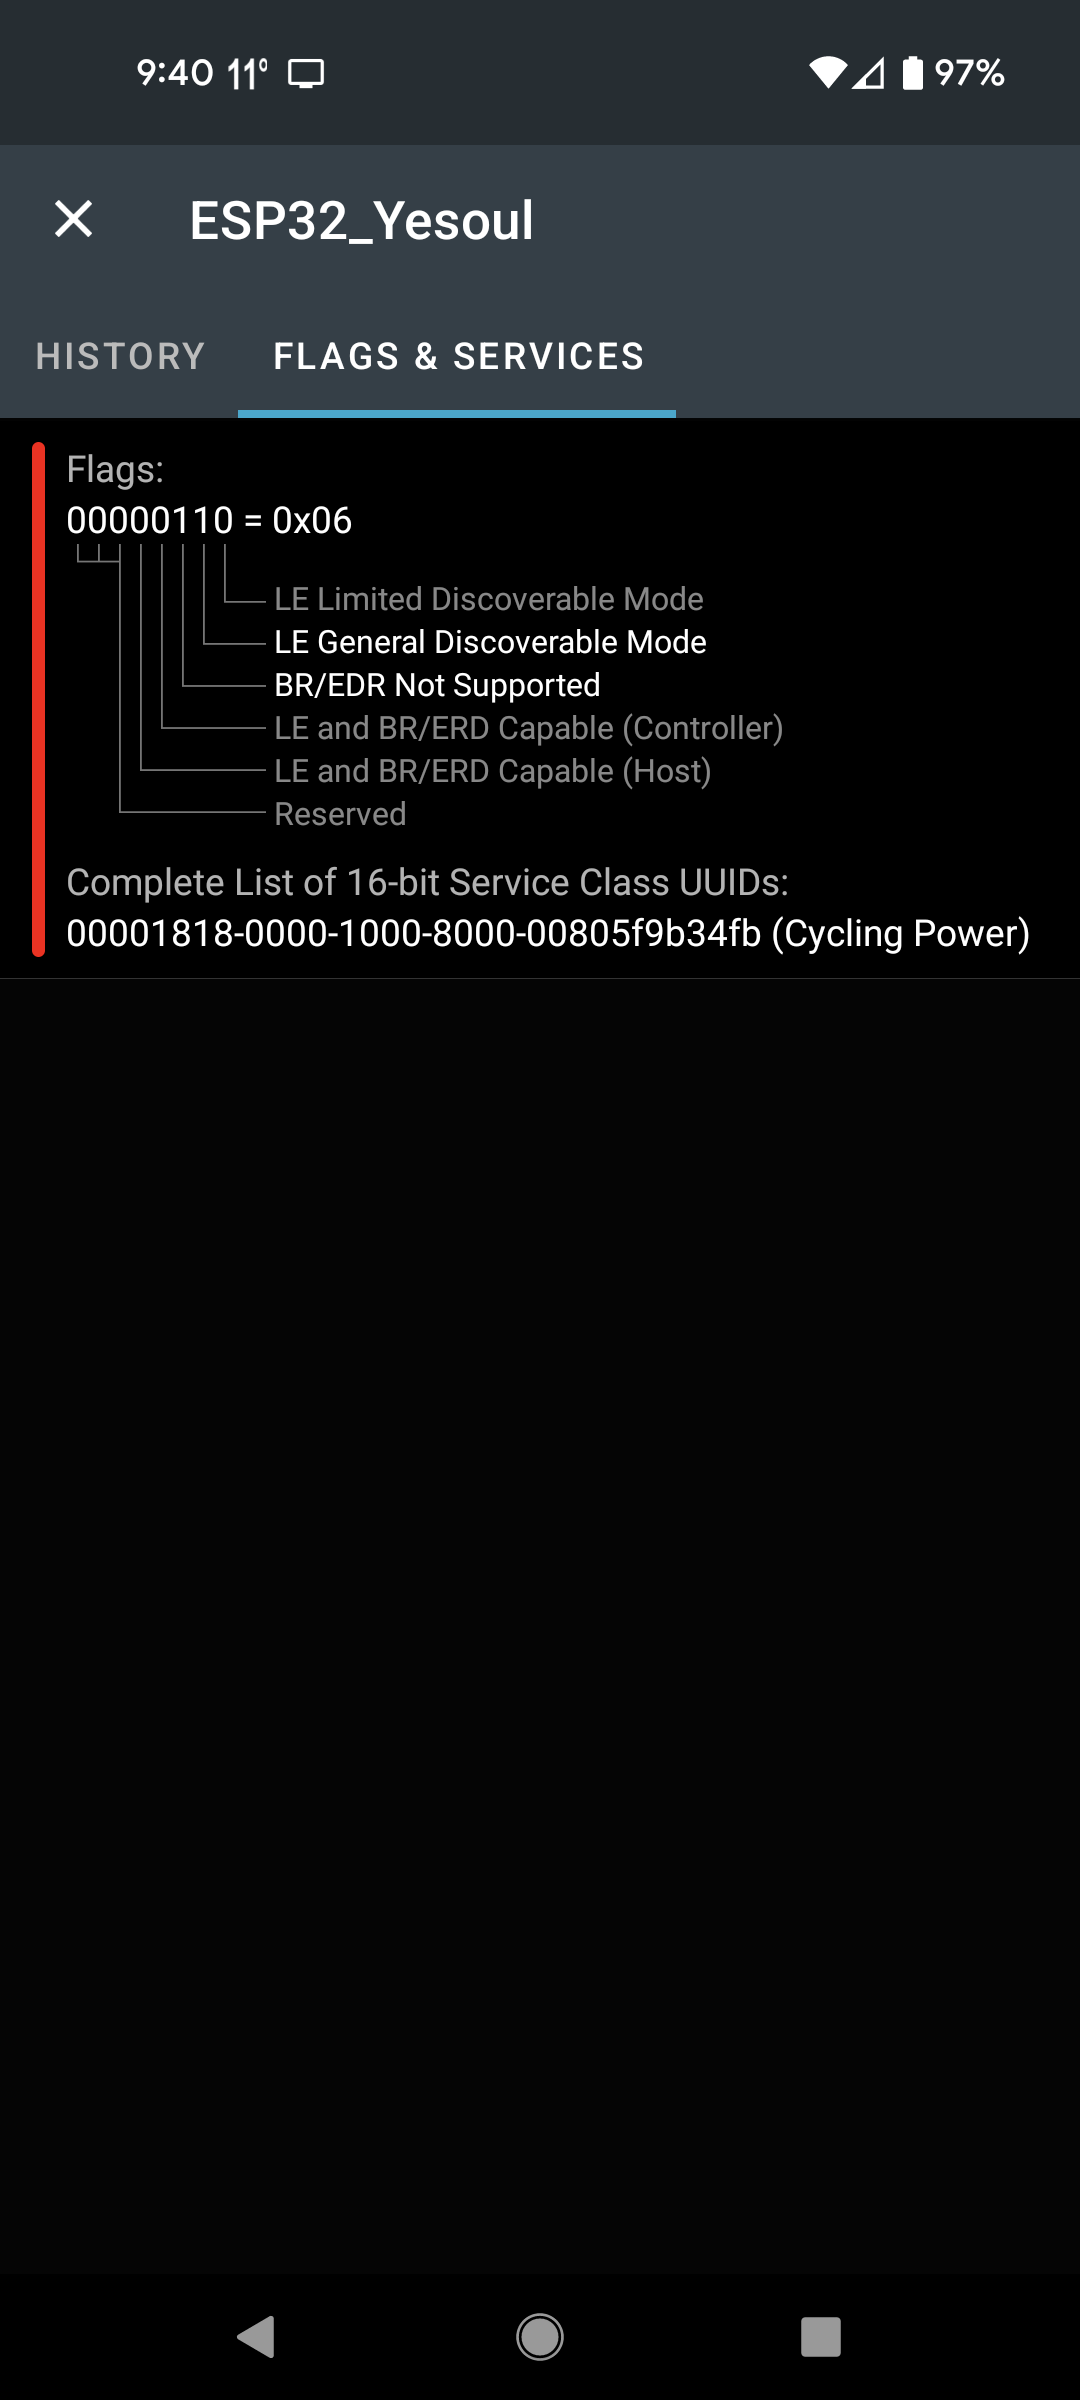 9:40 11° 97%
ESP32_Yesoul
HISTORY FLAGS & SERVICES
Flags:
00000110 = 0x06
LE Limited Discoverable Mode
LE General Discoverable Mode
BR/EDR Not Supported
LE and BR/ERD Capable (Controller)
LE and BR/ERD Capable (Host)
Reserved
Complete List of 16-bit Service Class UUIDs:
00001818-0000-1000-8000-00805f9b34fb (Cycling Power)